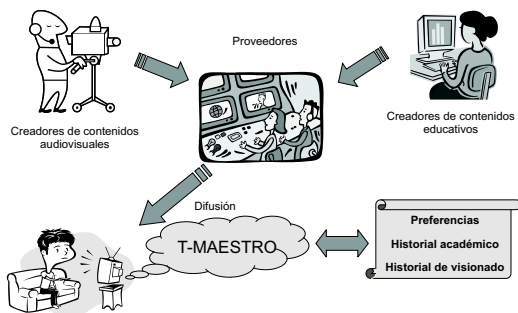 Proveedores
Creadores de contenidos
audiovisuales
Creadores de contenidos
educativos
Difusión
T-MAESTRO
Preferencias
Historial académico
Historial de visionado